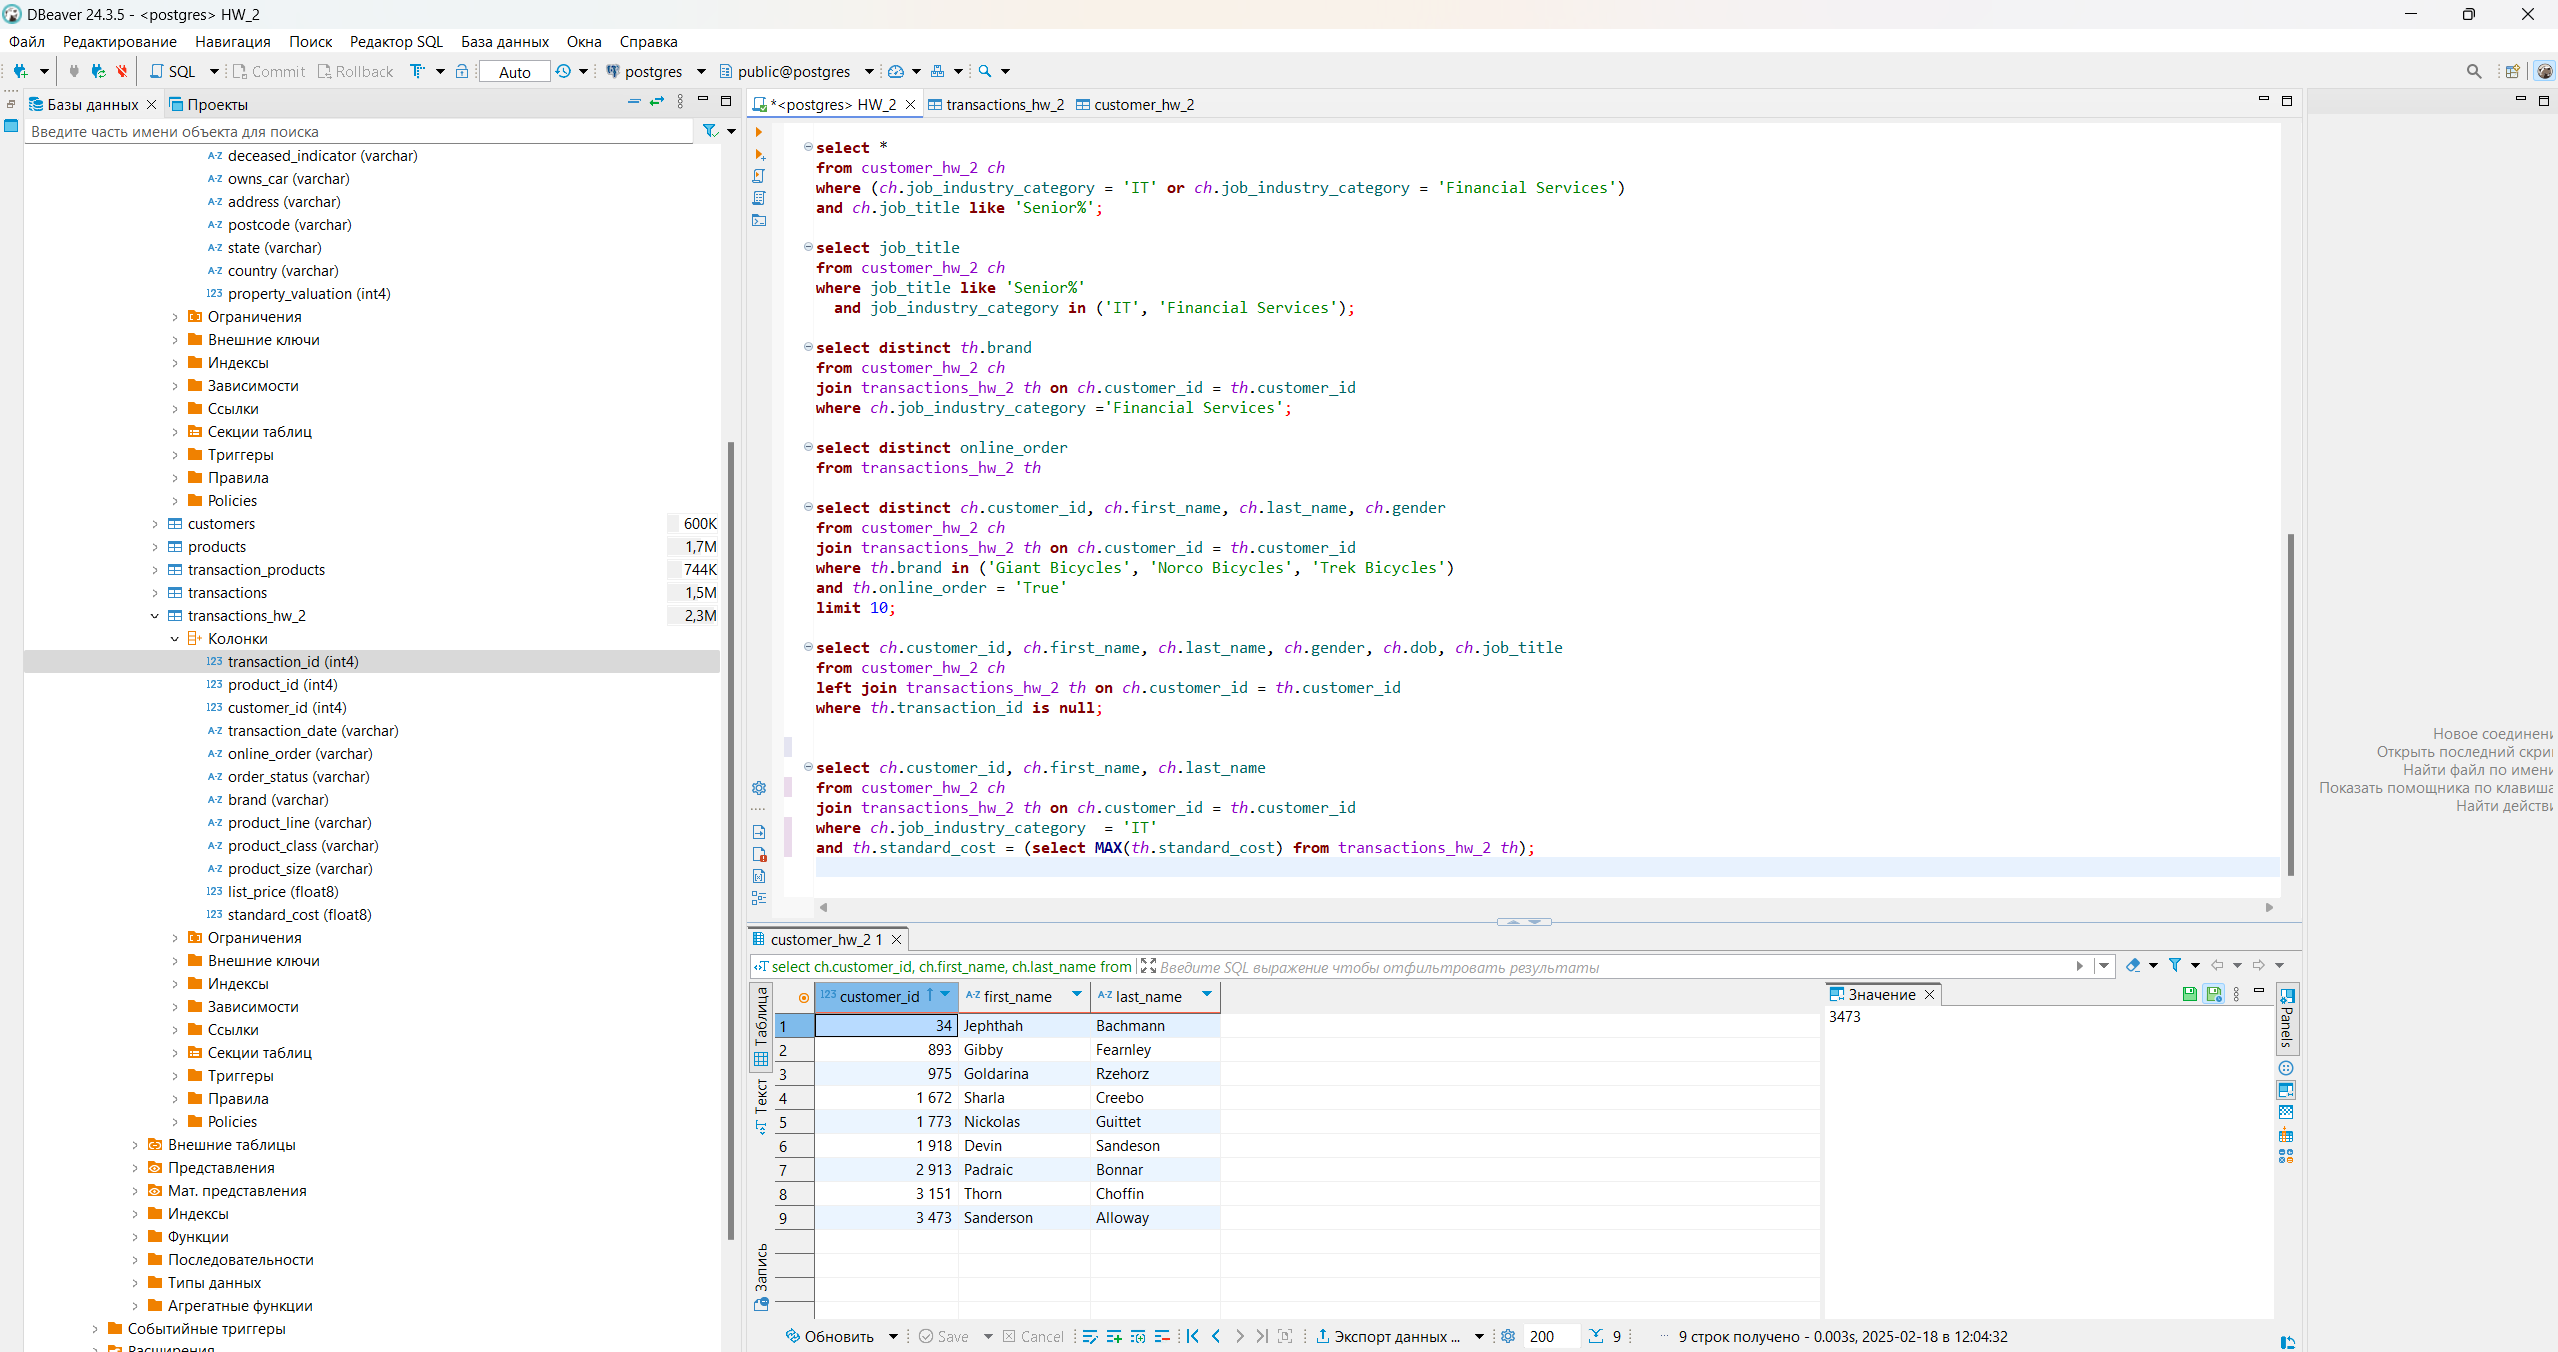 DBeaver 24.3.5 - <postgres> HW_2
Файл Редактирование Навигация Поиск Редактор SQL База данных Окна Справка
SQL Commit Rollback Auto postgres public@postgres
Базы данных Проекты
Введите часть имени объекта для поиска
deceased_indicator (varchar)
owns_car (varchar)
address (varchar)
postcode (varchar)
state (varchar)
country (varchar)
property_valuation (int4)
Ограничения
Внешние ключи
Индексы
Зависимости
Ссылки
Секции таблиц
Триггеры
Правила
Policies
customers 600K
products 1,7M
transaction_products 744K
transactions 1,5M
transactions_hw_2 2,3M
Колонки
transaction_id (int4)
product_id (int4)
customer_id (int4)
transaction_date (varchar)
online_order (varchar)
order_status (varchar)
brand (varchar)
product_line (varchar)
product_class (varchar)
product_size (varchar)
list_price (float8)
standard_cost (float8)
Ограничения
Внешние ключи
Индексы
Зависимости
Ссылки
Секции таблиц
Триггеры
Правила
Policies
Внешние таблицы
Представления
Мат. представления
Индексы
Функции
Последовательности
Типы данных
Агрегатные функции
Событийные триггеры
Расширения
*<postgres> HW_2 transactions_hw_2 customer_hw_2
select *
from customer_hw_2 ch
where (ch.job_industry_category = 'IT' or ch.job_industry_category = 'Financial Services')
and ch.job_title like 'Senior%';
select job_title
from customer_hw_2 ch
where job_title like 'Senior%'
and job_industry_category in ('IT', 'Financial Services');
select distinct th.brand
from customer_hw_2 ch
join transactions_hw_2 th on ch.customer_id = th.customer_id
where ch.job_industry_category ='Financial Services';
select distinct online_order
from transactions_hw_2 th
select distinct ch.customer_id, ch.first_name, ch.last_name, ch.gender
from customer_hw_2 ch
join transactions_hw_2 th on ch.customer_id = th.customer_id
where th.brand in ('Giant Bicycles', 'Norco Bicycles', 'Trek Bicycles')
and th.online_order = 'True'
limit 10;
select ch.customer_id, ch.first_name, ch.last_name, ch.gender, ch.dob, ch.job_title
from customer_hw_2 ch
left join transactions_hw_2 th on ch.customer_id = th.customer_id
where th.transaction_id is null;
select ch.customer_id, ch.first_name, ch.last_name
from customer_hw_2 ch
join transactions_hw_2 th on ch.customer_id = th.customer_id
where ch.job_industry_category  = 'IT'
and th.standard_cost = (select MAX(th.standard_cost) from transactions_hw_2 th);
customer_hw_2 1
select ch.customer_id, ch.first_name, ch.last_name from Введите SQL выражение чтобы отфильтровать результаты
Таблица
Текст
Запись
123 customer_id A-Z first_name A-Z last_name
1 34 Jephthah Bachmann
2 893 Gibby Fearnley
3 975 Goldarina Rzehorz
4 1 672 Sharla Creebo
5 1 773 Nickolas Guittet
6 1 918 Devin Sandeson
7 2 913 Padraic Bonnar
8 3 151 Thorn Choffin
9 3 473 Sanderson Alloway
Значение
3473
Panels
Обновить Save Cancel Экспорт данных ... 200 9 ... 9 строк получено - 0.003s, 2025-02-18 в 12:04:32
Новое соединени
Открыть последний скри
Найти файл по имени
Показать помощника по клавиша
Найти действи